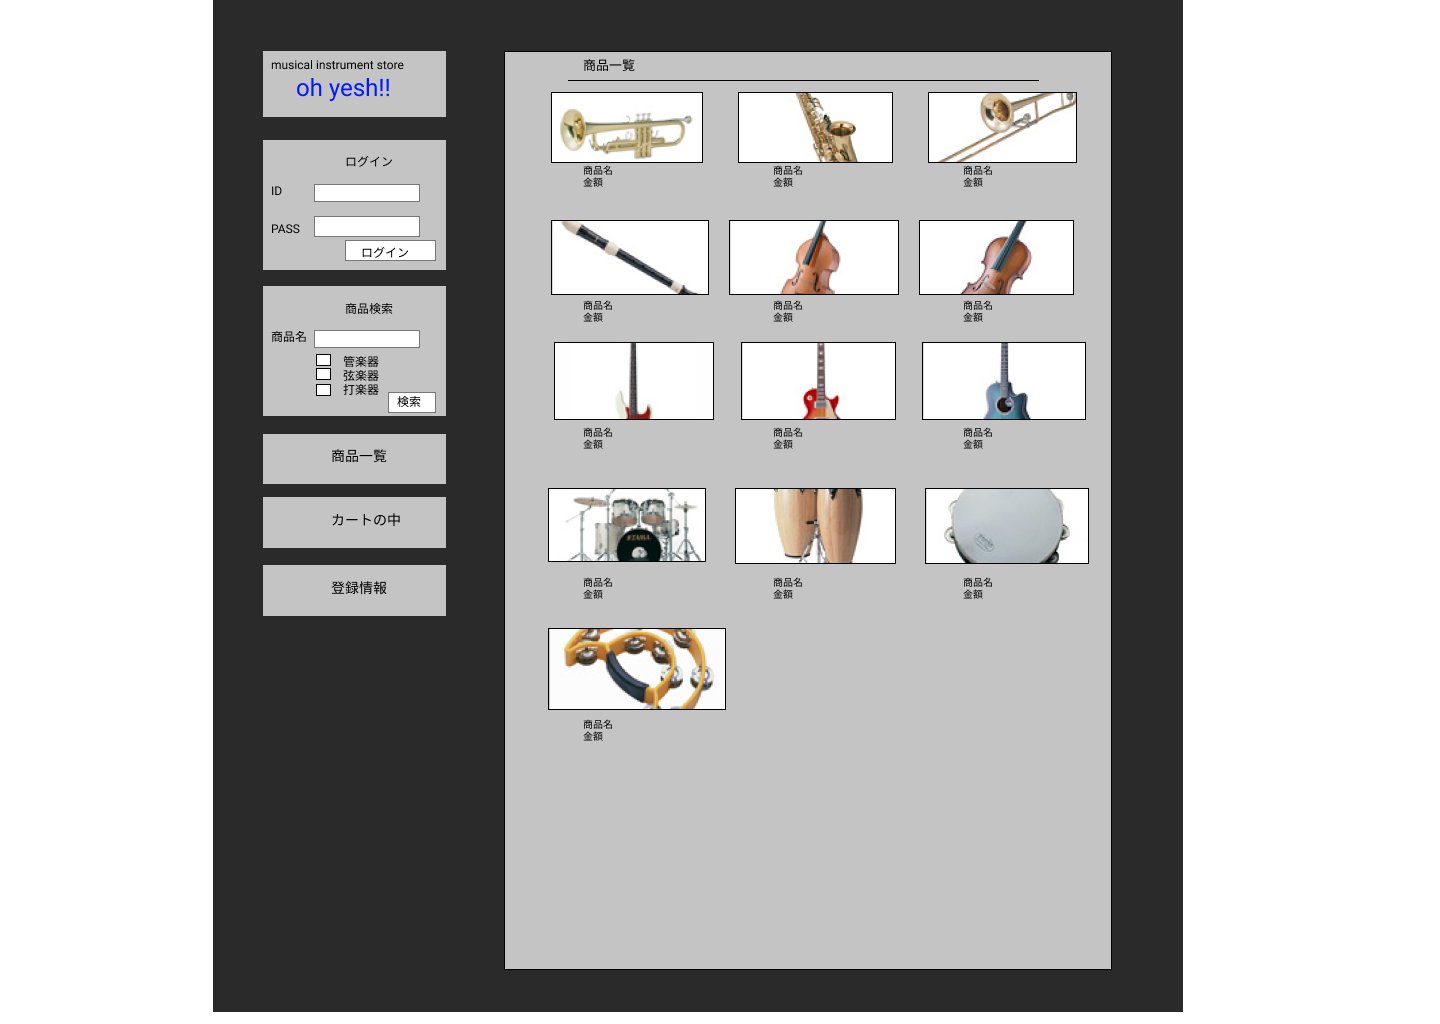 musical instrument store
oh yesh!!
ログイン
ID
PASS
ログイン
商品検索
商品名
管楽器
弦楽器
打楽器
検索
商品一覧
カートの中
登録情報
商品一覧
商品名
金額
商品名
金額
商品名
金額
商品名
金額
商品名
金額
商品名
金額
商品名
金額
商品名
金額
商品名
金額
TAMA
商品名
金額
商品名
金額
商品名
金額
商品名
金額